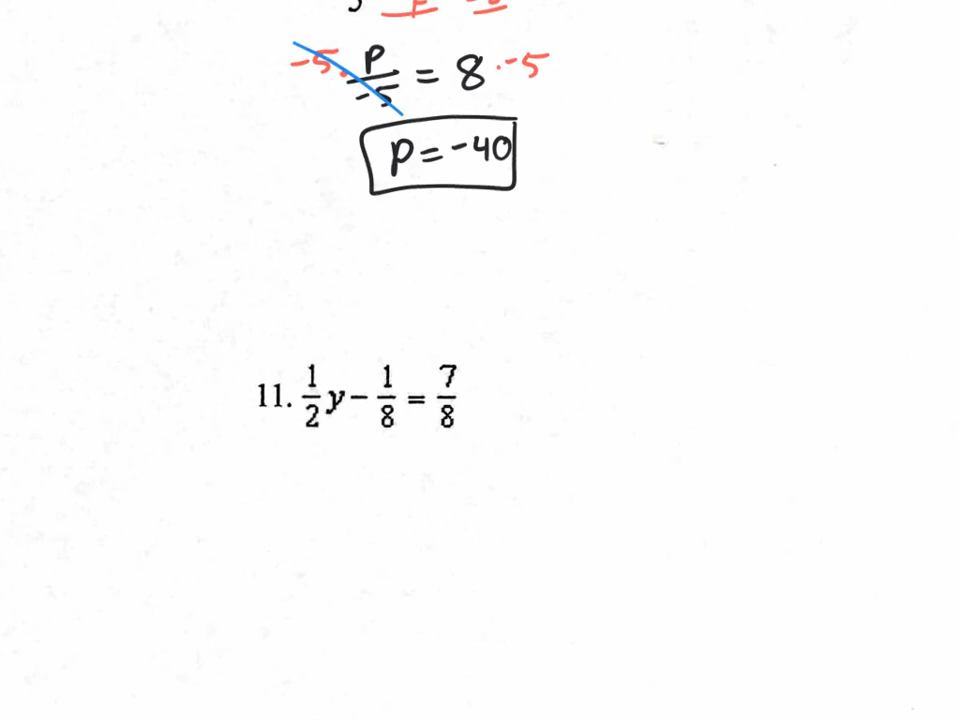 -5 · p/-5 = 8 · -5
p = -40
11. 1/2 y - 1/8 = 7/8